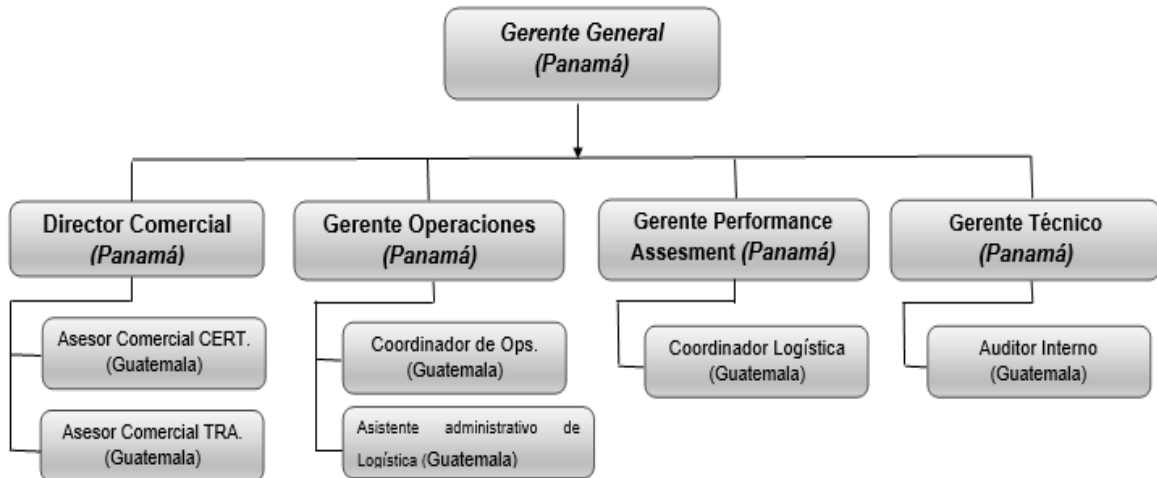 Gerente General
(Panamá)
Director Comercial
(Panamá)
Gerente Operaciones
(Panamá)
Gerente Performance
Assesment (Panamá)
Gerente Técnico
(Panamá)
Asesor Comercial CERT.
(Guatemala)
Asesor Comercial TRA.
(Guatemala)
Coordinador de Ops.
(Guatemala)
Asistente administrativo de
Logística (Guatemala)
Coordinador Logística
(Guatemala)
Auditor Interno
(Guatemala)